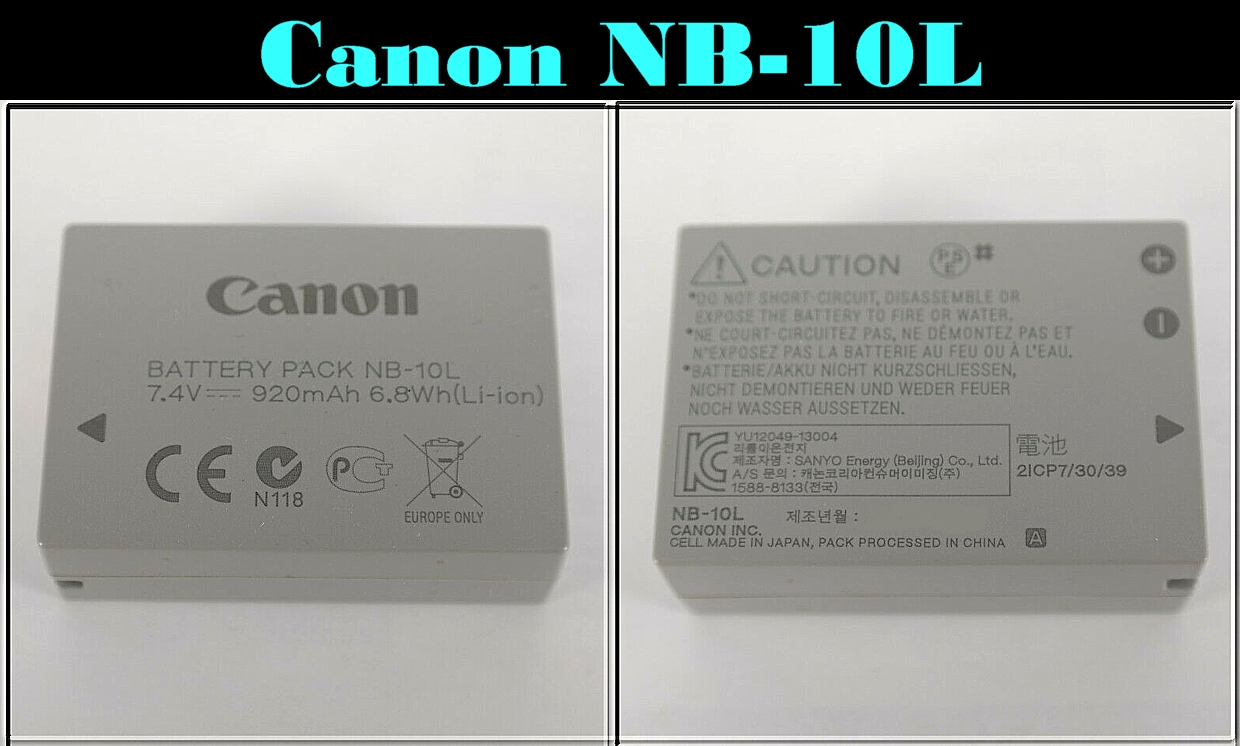 Canon NB-10L
Canon
BATTERY PACK NB-10L
7.4V⎓ 920mAh 6.8Wh(Li-ion)
CE
N118
PCT
EUROPE ONLY
CAUTION
PSE
*DO NOT SHORT-CIRCUIT, DISASSEMBLE OR
EXPOSE THE BATTERY TO FIRE OR WATER.
*NE COURT-CIRCUITEZ PAS, NE DÉMONTEZ PAS ET
N'EXPOSEZ PAS LA BATTERIE AU FEU OU À L'EAU.
*BATTERIE/AKKU NICHT KURZSCHLIESSEN,
NICHT DEMONTIEREN UND WEDER FEUER
NOCH WASSER AUSSETZEN.
KC
YU12049-13004
리튬이온전지
제조자명 : SANYO Energy (Beijing) Co., Ltd.
A/S 문의 : 캐논코리아컨슈머이미징(주)
1588-8133(전국)
電池
2ICP7/30/39
NB-10L 제조년월 :
CANON INC.
CELL MADE IN JAPAN, PACK PROCESSED IN CHINA A